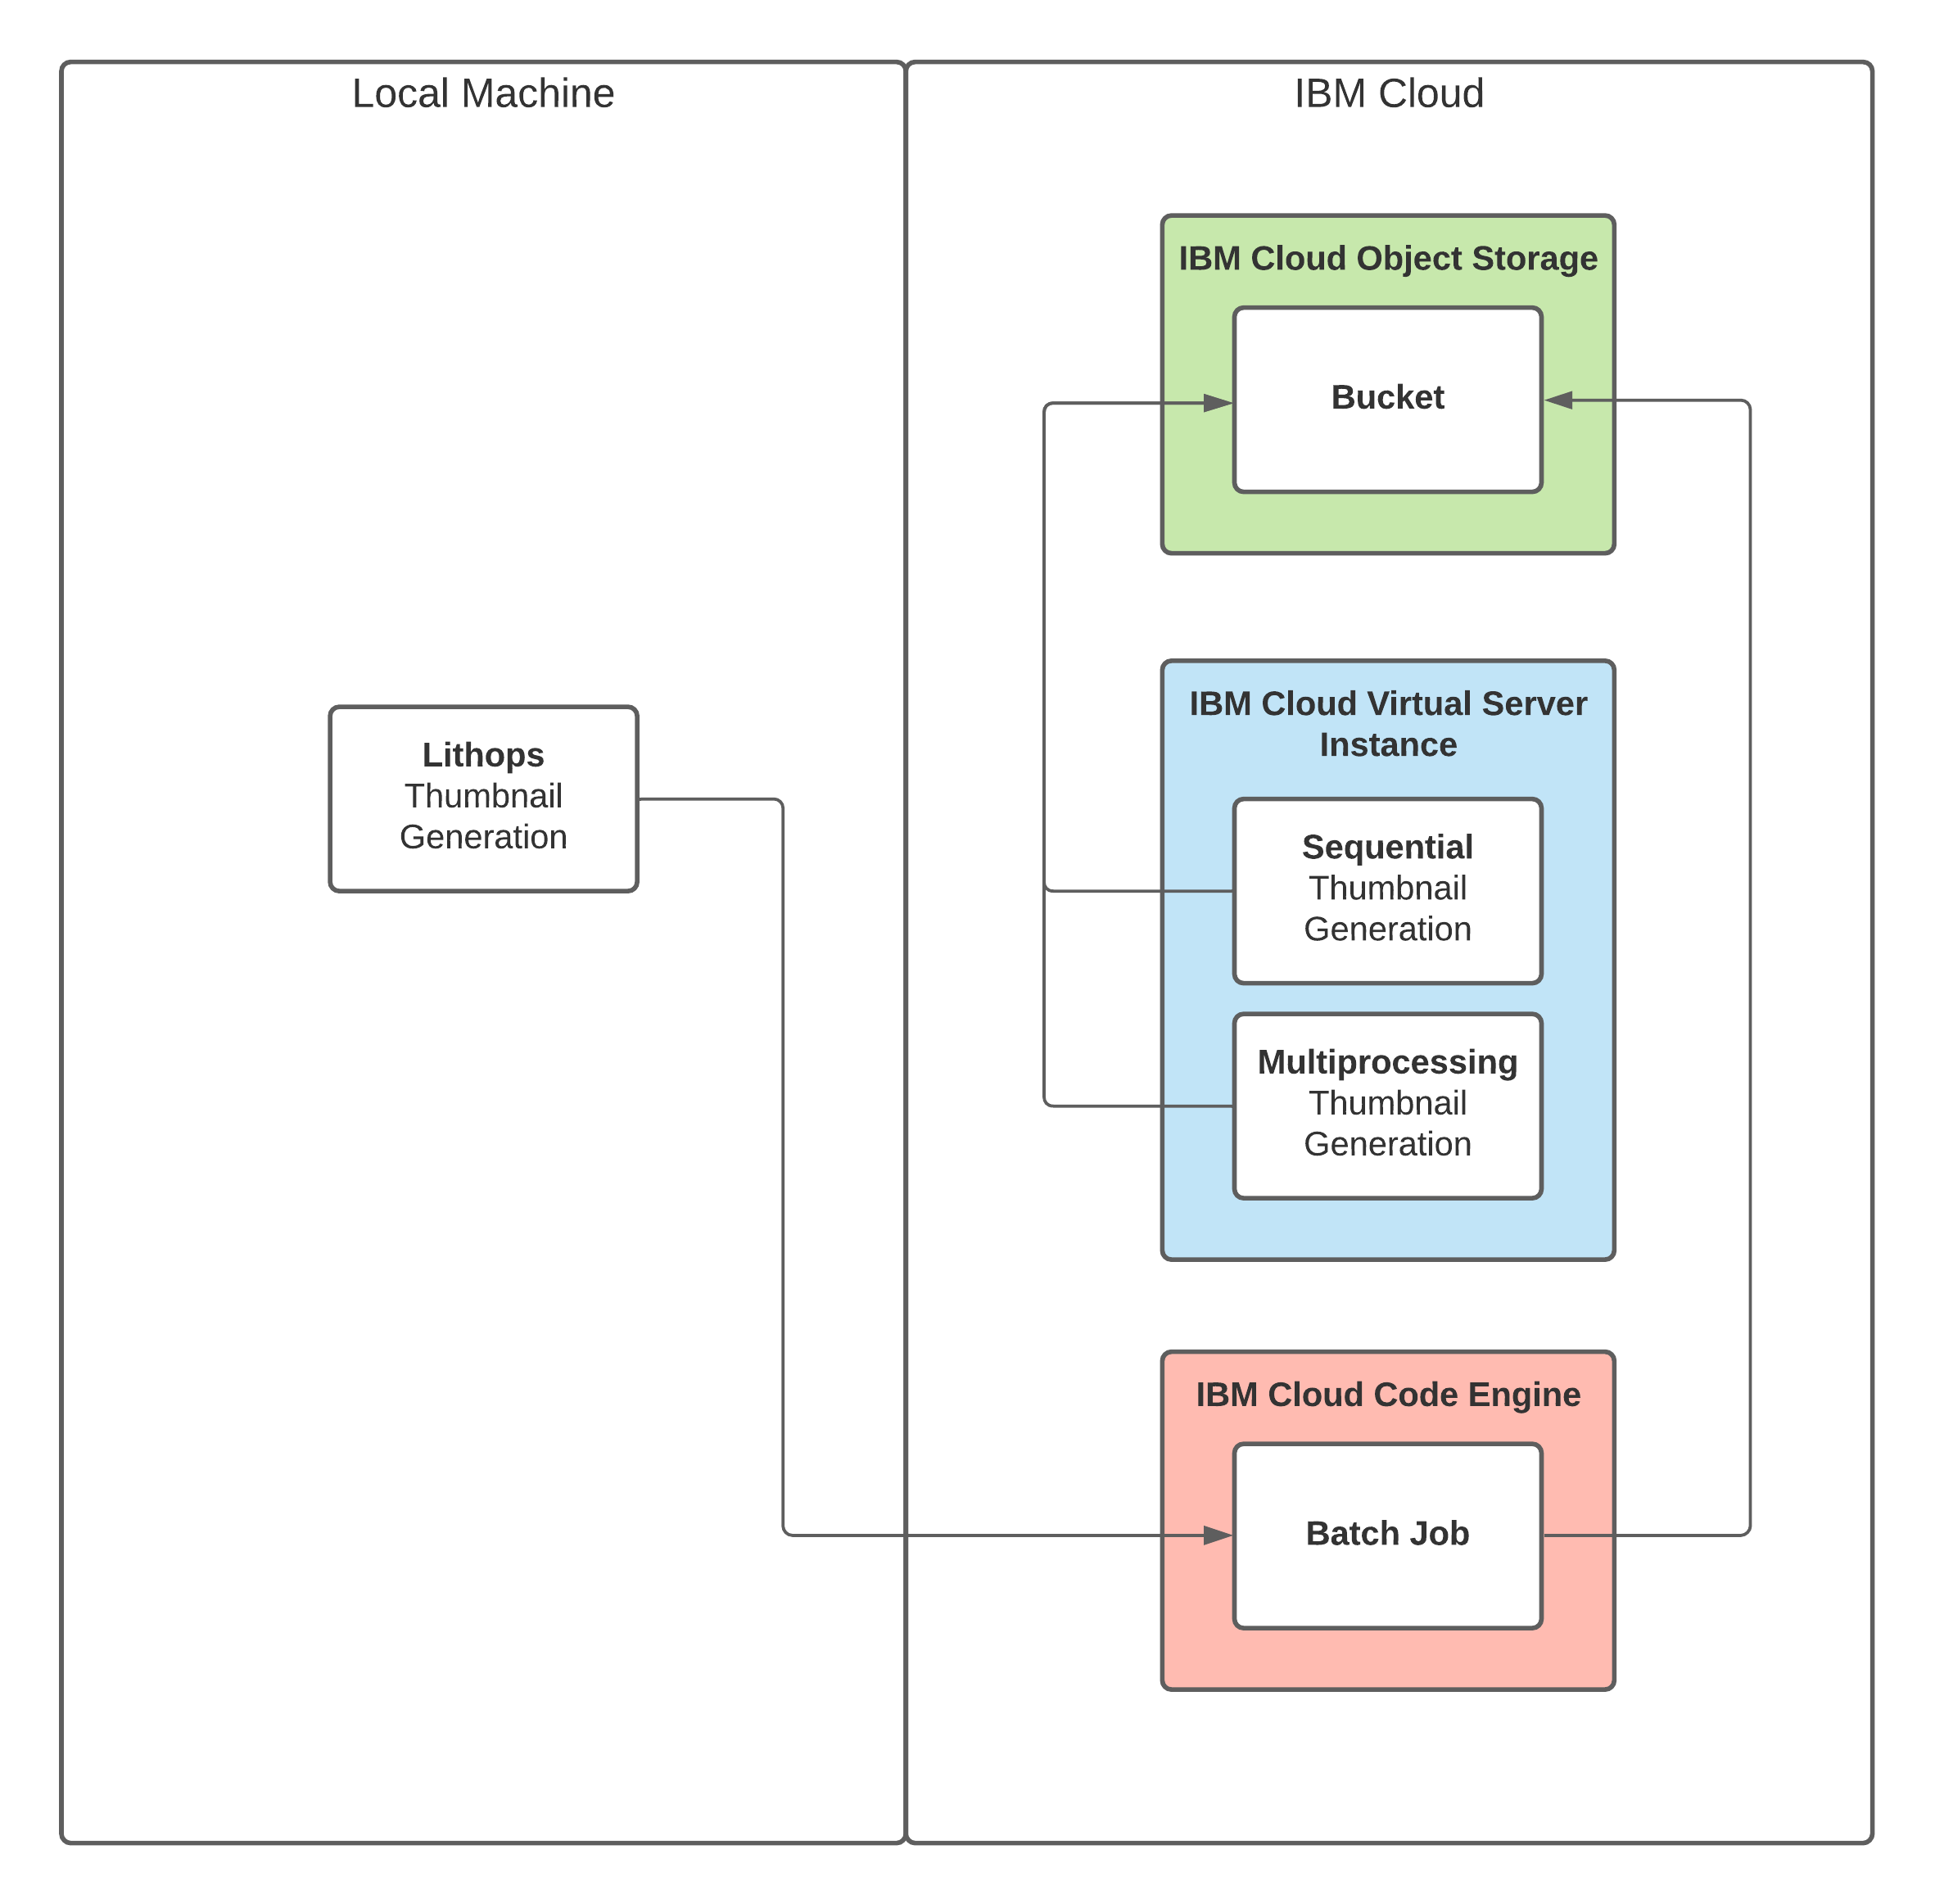 Local Machine
IBM Cloud
IBM Cloud Object Storage
Bucket
IBM Cloud Virtual Server
Instance
Lithops
Thumbnail
Generation
Sequential
Thumbnail
Generation
Multiprocessing
Thumbnail
Generation
IBM Cloud Code Engine
Batch Job